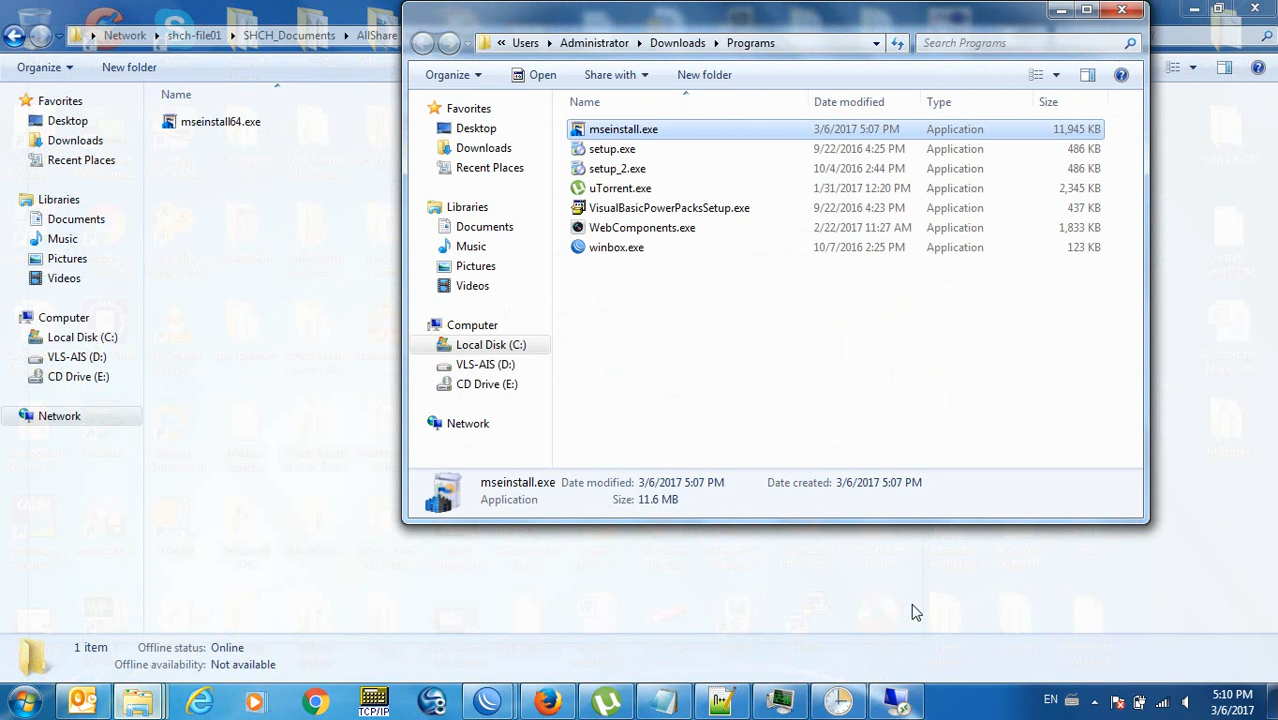 Network
shch-file01
SHCH_Documents
AllShare
Organize
New folder
Favorites
Desktop
Downloads
Recent Places
Libraries
Documents
Music
Pictures
Videos
Computer
Local Disk (C:)
VLS-AIS (D:)
CD Drive (E:)
Network
Name
mseinstall64.exe
1 item Offline status: Online
Offline availability: Not available
« Users Administrator Downloads Programs
Search Programs
Organize Open Share with New folder
Favorites
Desktop
Downloads
Recent Places
Libraries
Documents
Music
Pictures
Videos
Computer
Local Disk (C:)
VLS-AIS (D:)
CD Drive (E:)
Network
Name Date modified Type Size
mseinstall.exe 3/6/2017 5:07 PM Application 11,945 KB
setup.exe 9/22/2016 4:25 PM Application 486 KB
setup_2.exe 10/4/2016 2:44 PM Application 486 KB
uTorrent.exe 1/31/2017 12:20 PM Application 2,345 KB
VisualBasicPowerPacksSetup.exe 9/22/2016 4:23 PM Application 437 KB
WebComponents.exe 2/22/2017 11:27 AM Application 1,833 KB
winbox.exe 10/7/2016 2:25 PM Application 123 KB
mseinstall.exe Date modified: 3/6/2017 5:07 PM Date created: 3/6/2017 5:07 PM
Application Size: 11.6 MB
TCP/IP
EN
5:10 PM
3/6/2017